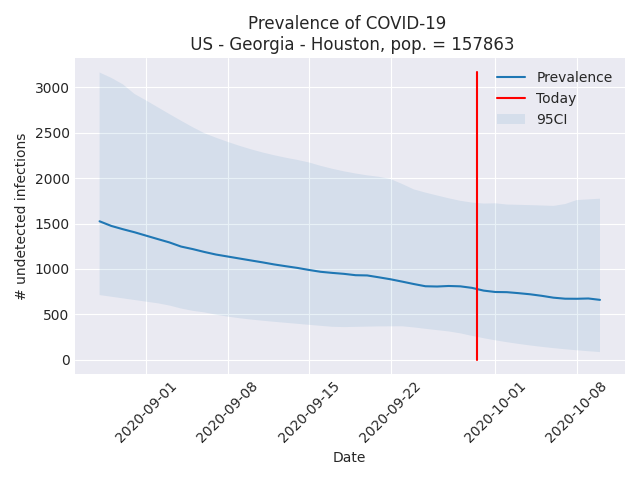 Prevalence of COVID-19
US - Georgia - Houston, pop. = 157863
# undetected infections
3000
2500
2000
1500
1000
500
0
Prevalence
Today
95CI
2020-09-01
2020-09-08
2020-09-15
2020-09-22
2020-10-01
2020-10-08
Date